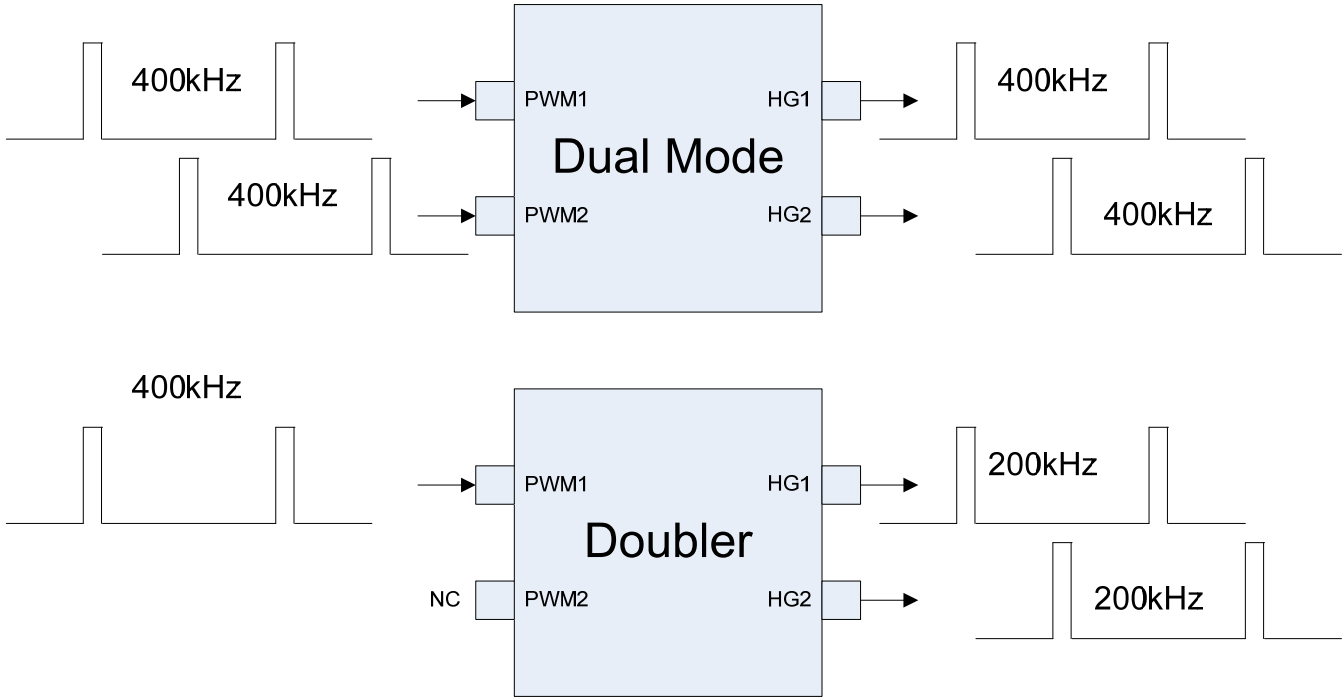 400kHz
400kHz
PWM1
HG1
Dual Mode
PWM2
HG2
400kHz
400kHz
400kHz
PWM1
HG1
Doubler
NC
PWM2
HG2
200kHz
200kHz